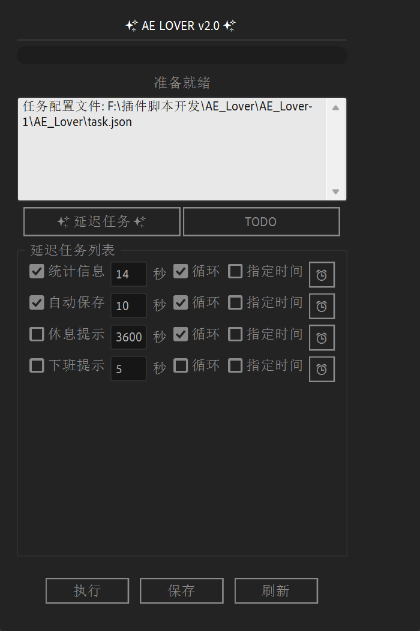 AE LOVER v2.0
准备就绪
任务配置文件: F:\插件脚本开发\AE_Lover\AE_Lover-
1\AE_Lover\task.json
延迟任务 TODO
延迟任务列表
统计信息 14 秒 循环 指定时间
自动保存 10 秒 循环 指定时间
休息提示 3600 秒 循环 指定时间
下班提示 5 秒 循环 指定时间
执行 保存 刷新